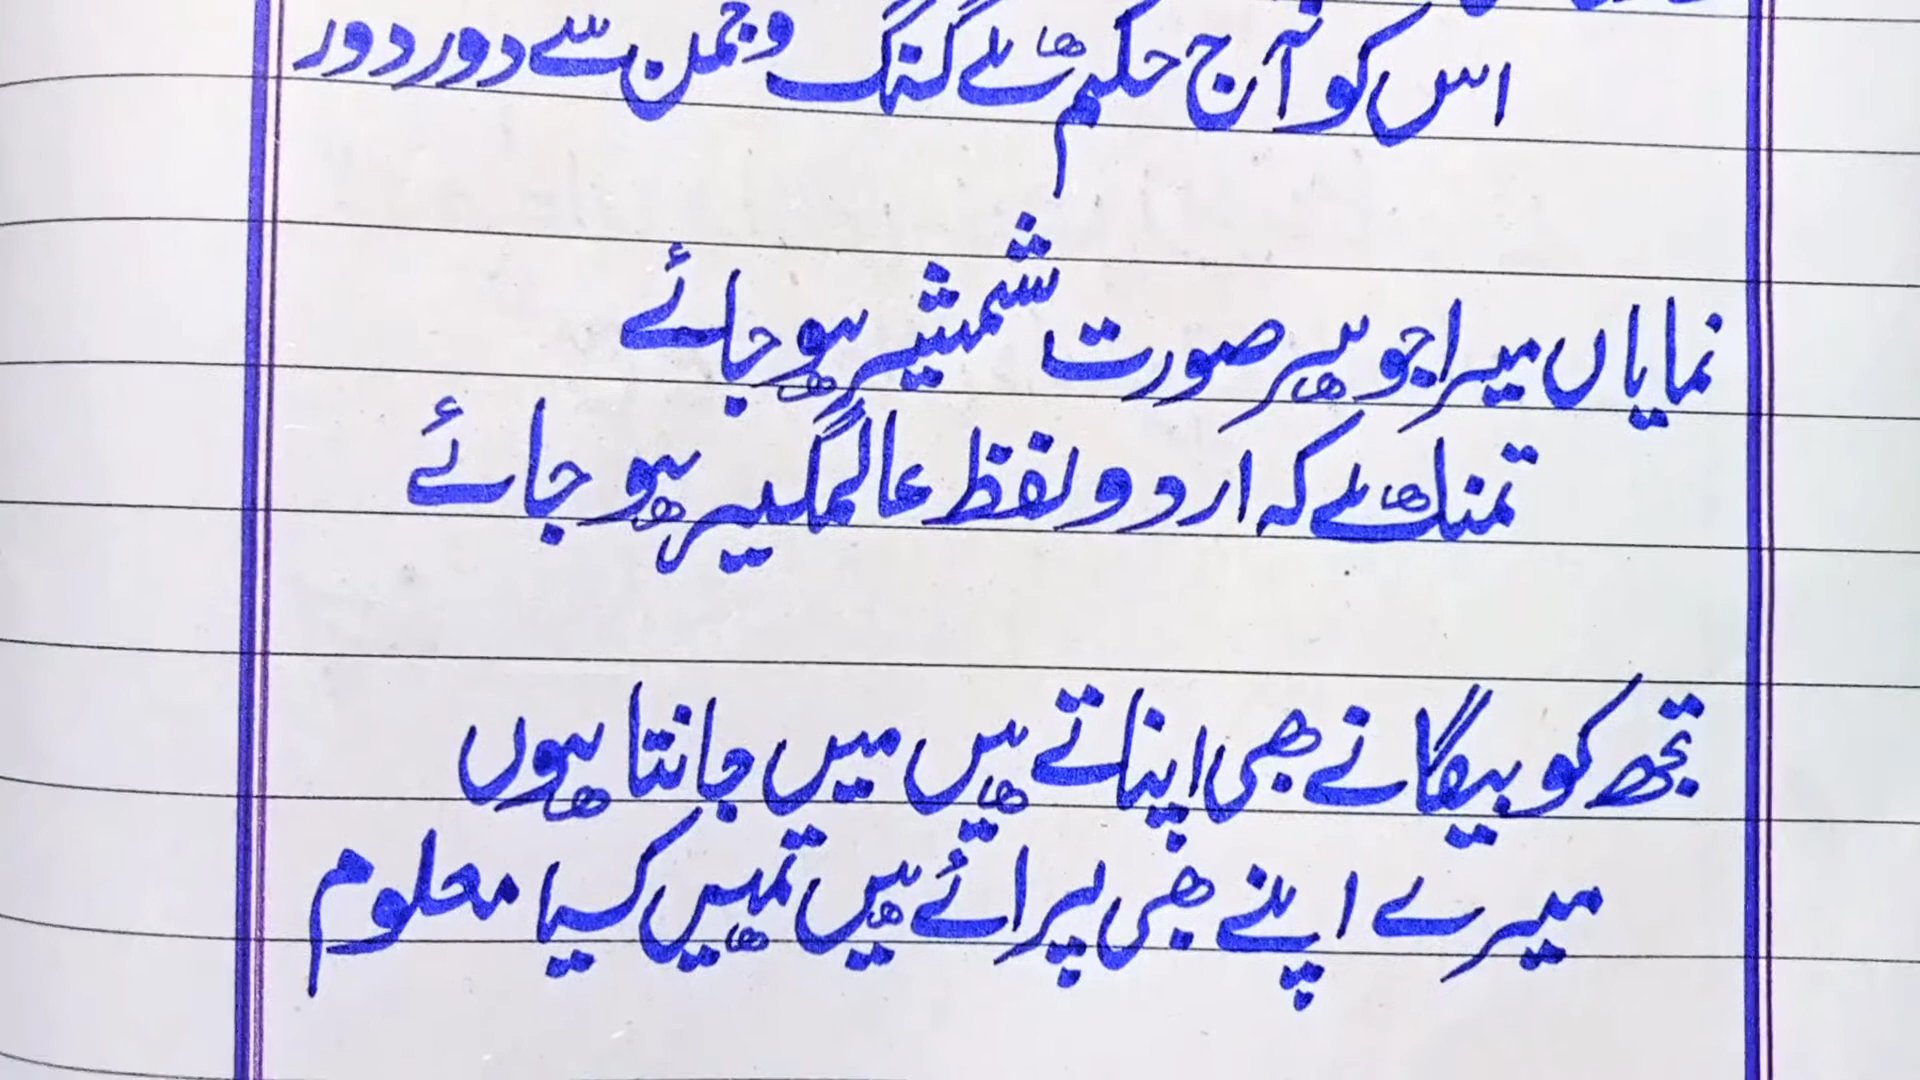 اس کو آج حکم ہے گنگ و جمن سے دور دور
نمایاں میرا جوہر صورت شمشیر ہو جائے
تمنا ہے کہ اردو لفظ عالمگیر ہو جائے
تجھ کو بیگانے بھی اپناتے ہیں میں جانتا ہوں
میرے اپنے بھی پرائے ہیں تمہیں کیا معلوم